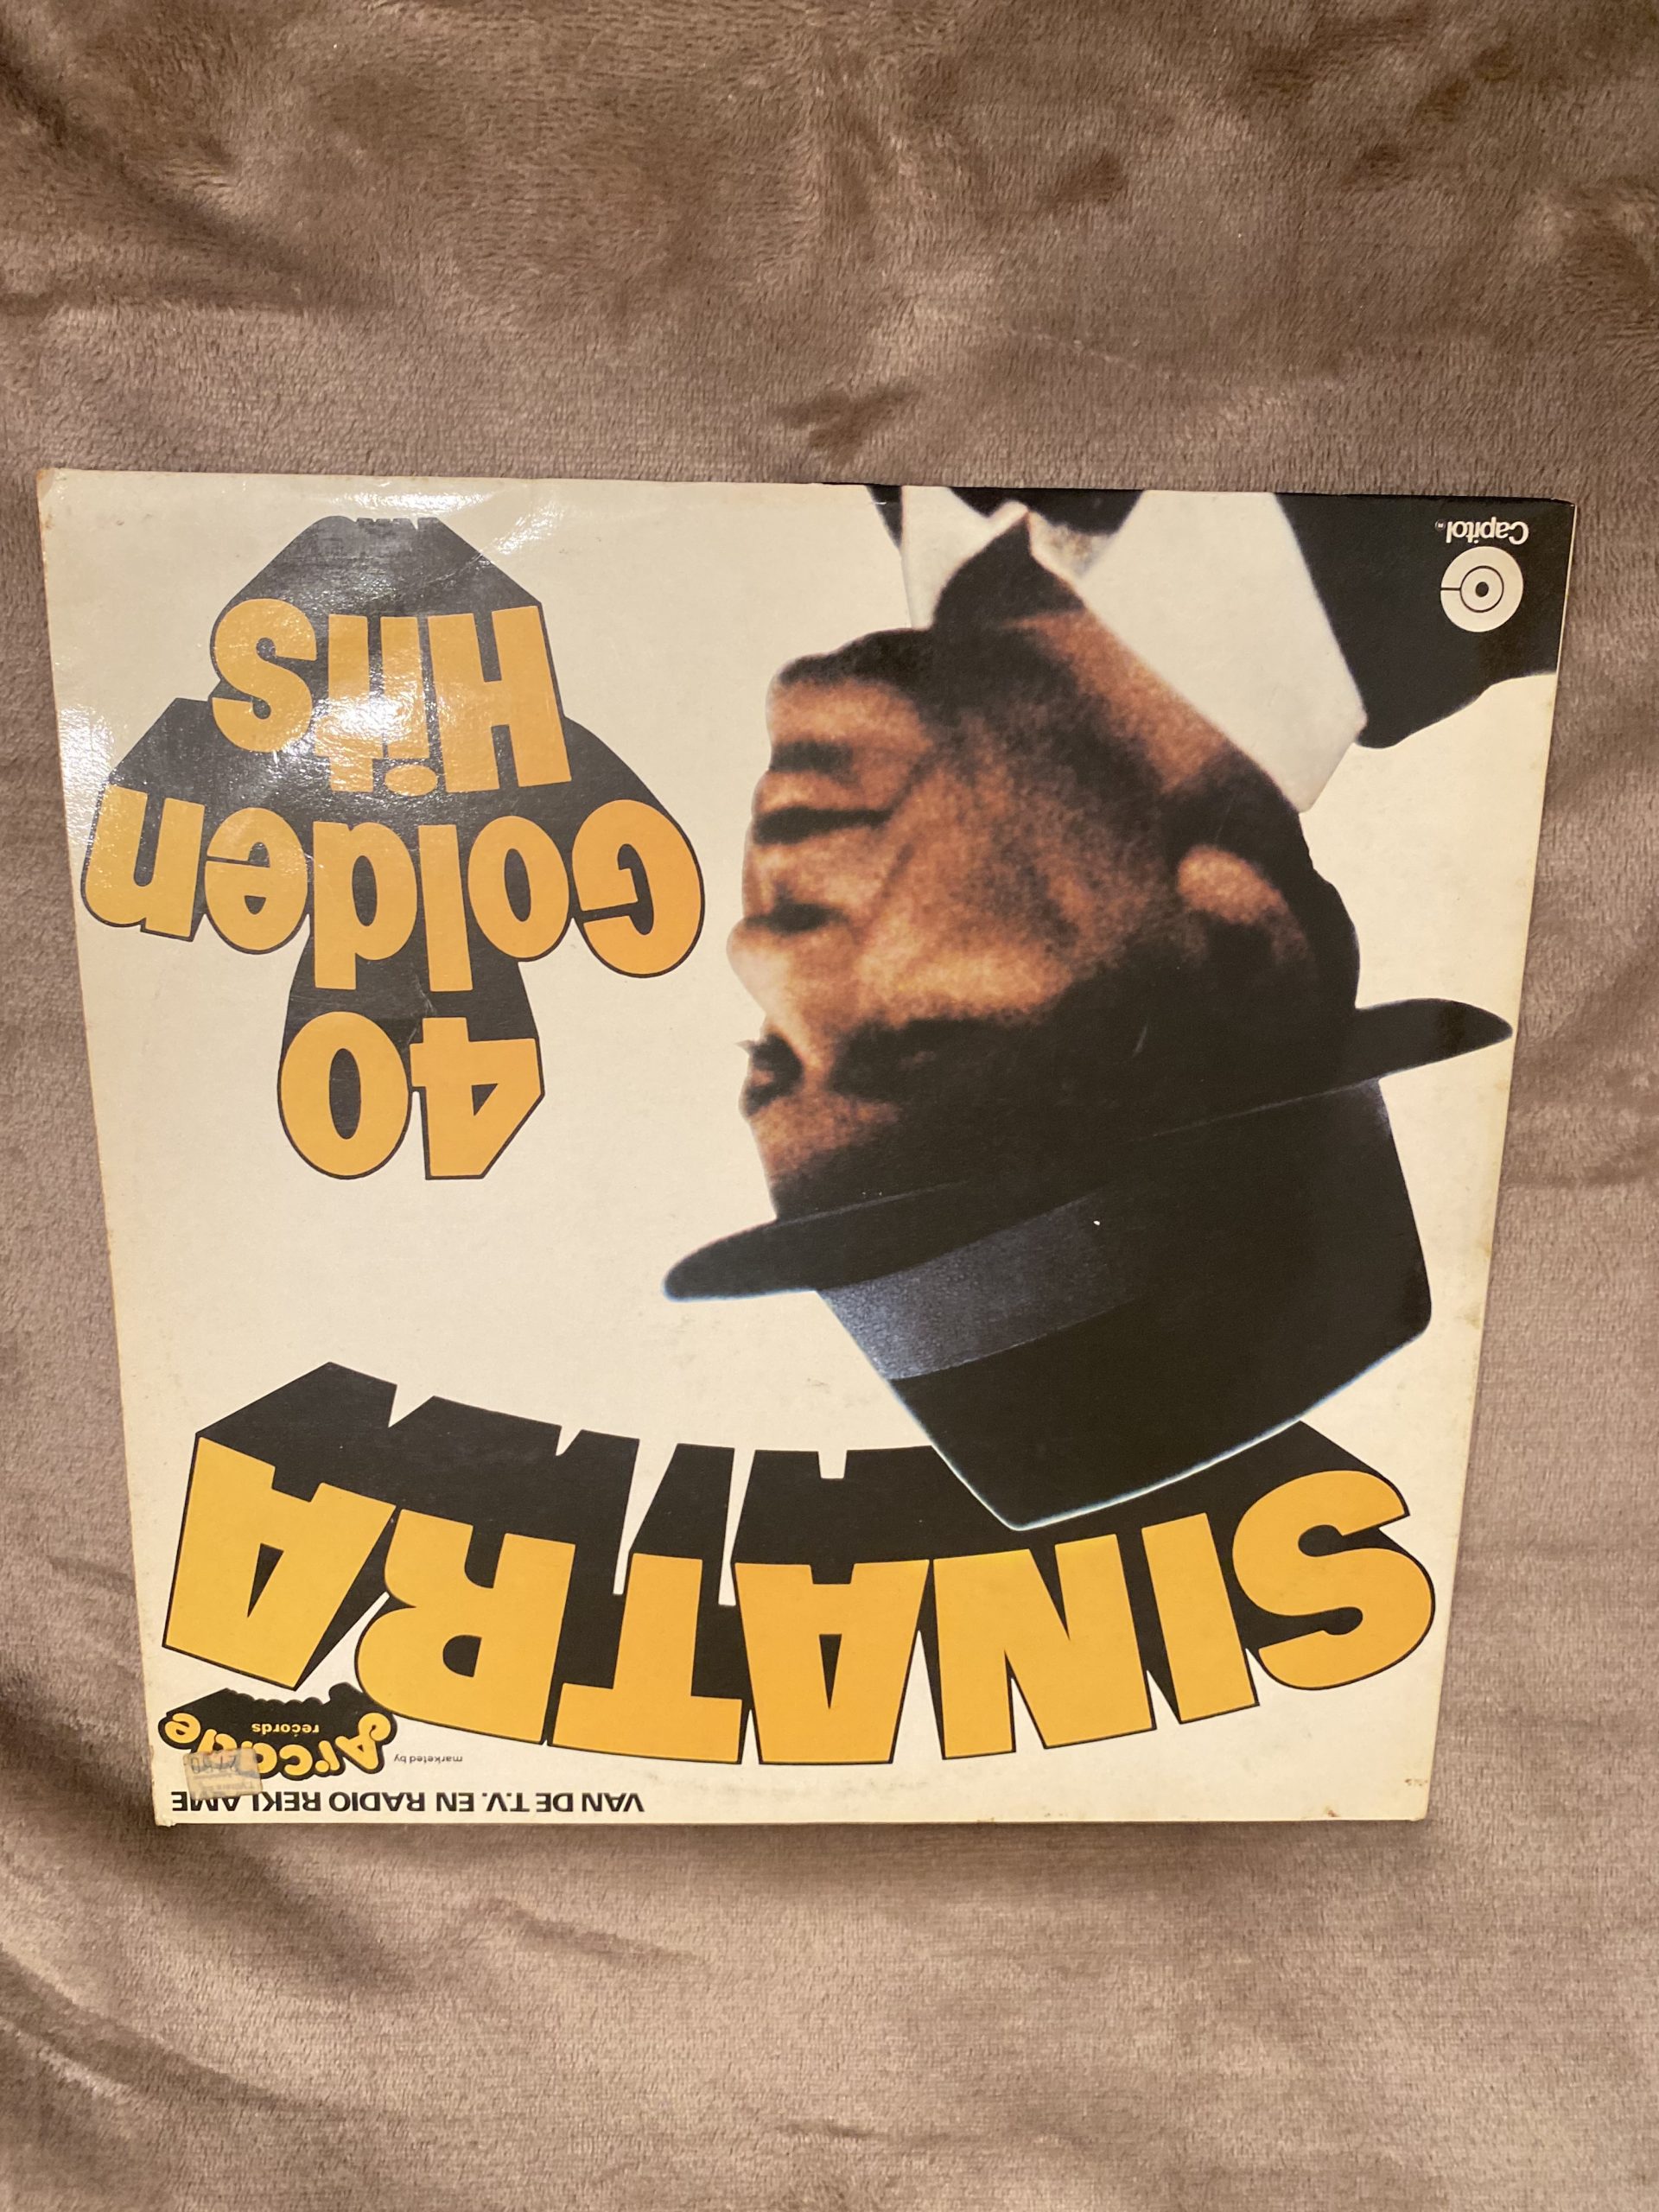 VAN DE T.V. EN RADIO REKLAME
marketed by
Arcade
records
SINATRA
40
Golden
Hits
Capitol